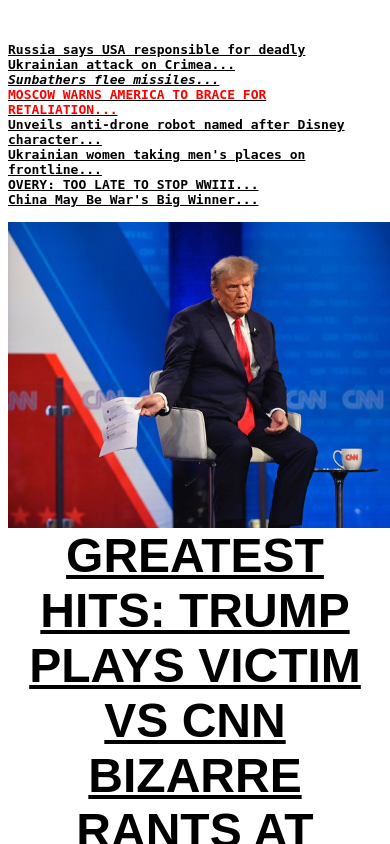 Russia says USA responsible for deadly
Ukrainian attack on Crimea...
Sunbathers flee missiles...
MOSCOW WARNS AMERICA TO BRACE FOR
RETALIATION...
Unveils anti-drone robot named after Disney
character...
Ukrainian women taking men's places on
frontline...
OVERY: TOO LATE TO STOP WWIII...
China May Be War's Big Winner...
CNN
CNN
CNN
CNN
CNN
GREATEST
HITS: TRUMP
PLAYS VICTIM
VS CNN
BIZARRE
RANTS AT